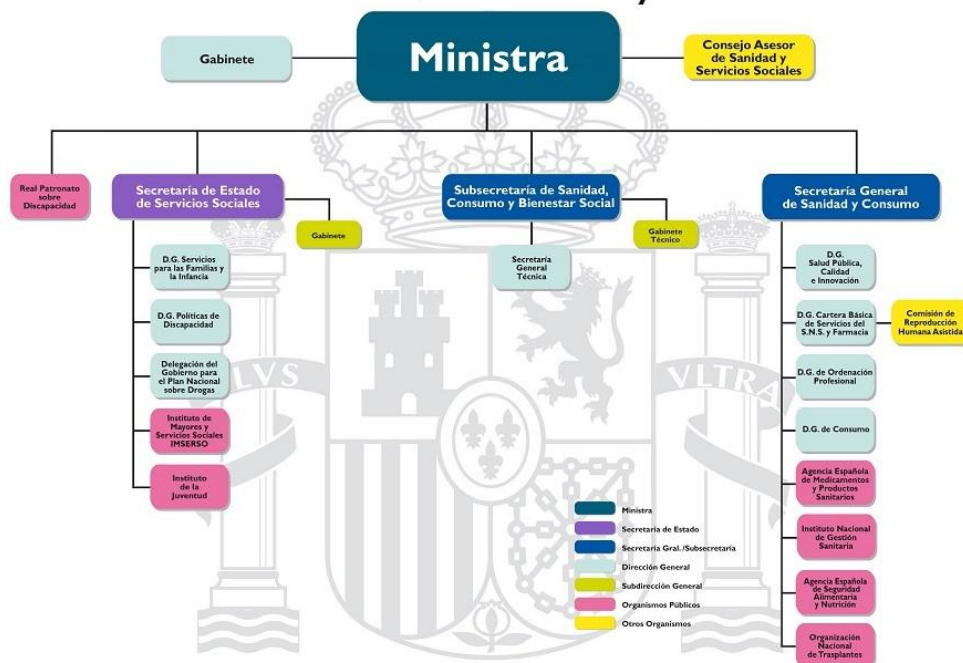 Gabinete
Ministra
Consejo Asesor
de Sanidad y
Servicios Sociales
Real Patronato
sobre
Discapacidad
Secretaría de Estado
de Servicios Sociales
Gabinete
D.G. Servicios
para las Familias y
la Infancia
D.G. Políticas de
Discapacidad
Delegación del
Gobierno para
el Plan Nacional
sobre Drogas
Instituto de
Mayores y
Servicios Sociales
IMSERSO
Instituto
de la
Juventud
Subsecretaría de Sanidad,
Consumo y Bienestar Social
Gabinete
Técnico
Secretaría
General
Técnica
Secretaría General
de Sanidad y Consumo
D.G.
Salud Pública,
Calidad
e Innovación
D.G. Cartera Básica
de Servicios del
S.N.S. y Farmacia
Comisión de
Reproducción
Humana Asistida
D.G. de Ordenación
Profesional
D.G. de Consumo
Agencia Española
de Medicamentos
y Productos
Sanitarios
Instituto Nacional
de Gestión
Sanitaria
Agencia Española
de Seguridad
Alimentaria
y Nutrición
Organización
Nacional
de Trasplantes
LVS
VLTRA
Ministra
Secretaría de Estado
Secretaría Gral./Subsecretaría
Dirección General
Subdirección General
Organismos Públicos
Otros Organismos